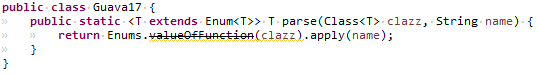 public class Guava17 {
» public static <T extends Enum<T>> T parse(Class<T> clazz, String name) {
» » return Enums.valueOfFunction(clazz).apply(name);
» }
}